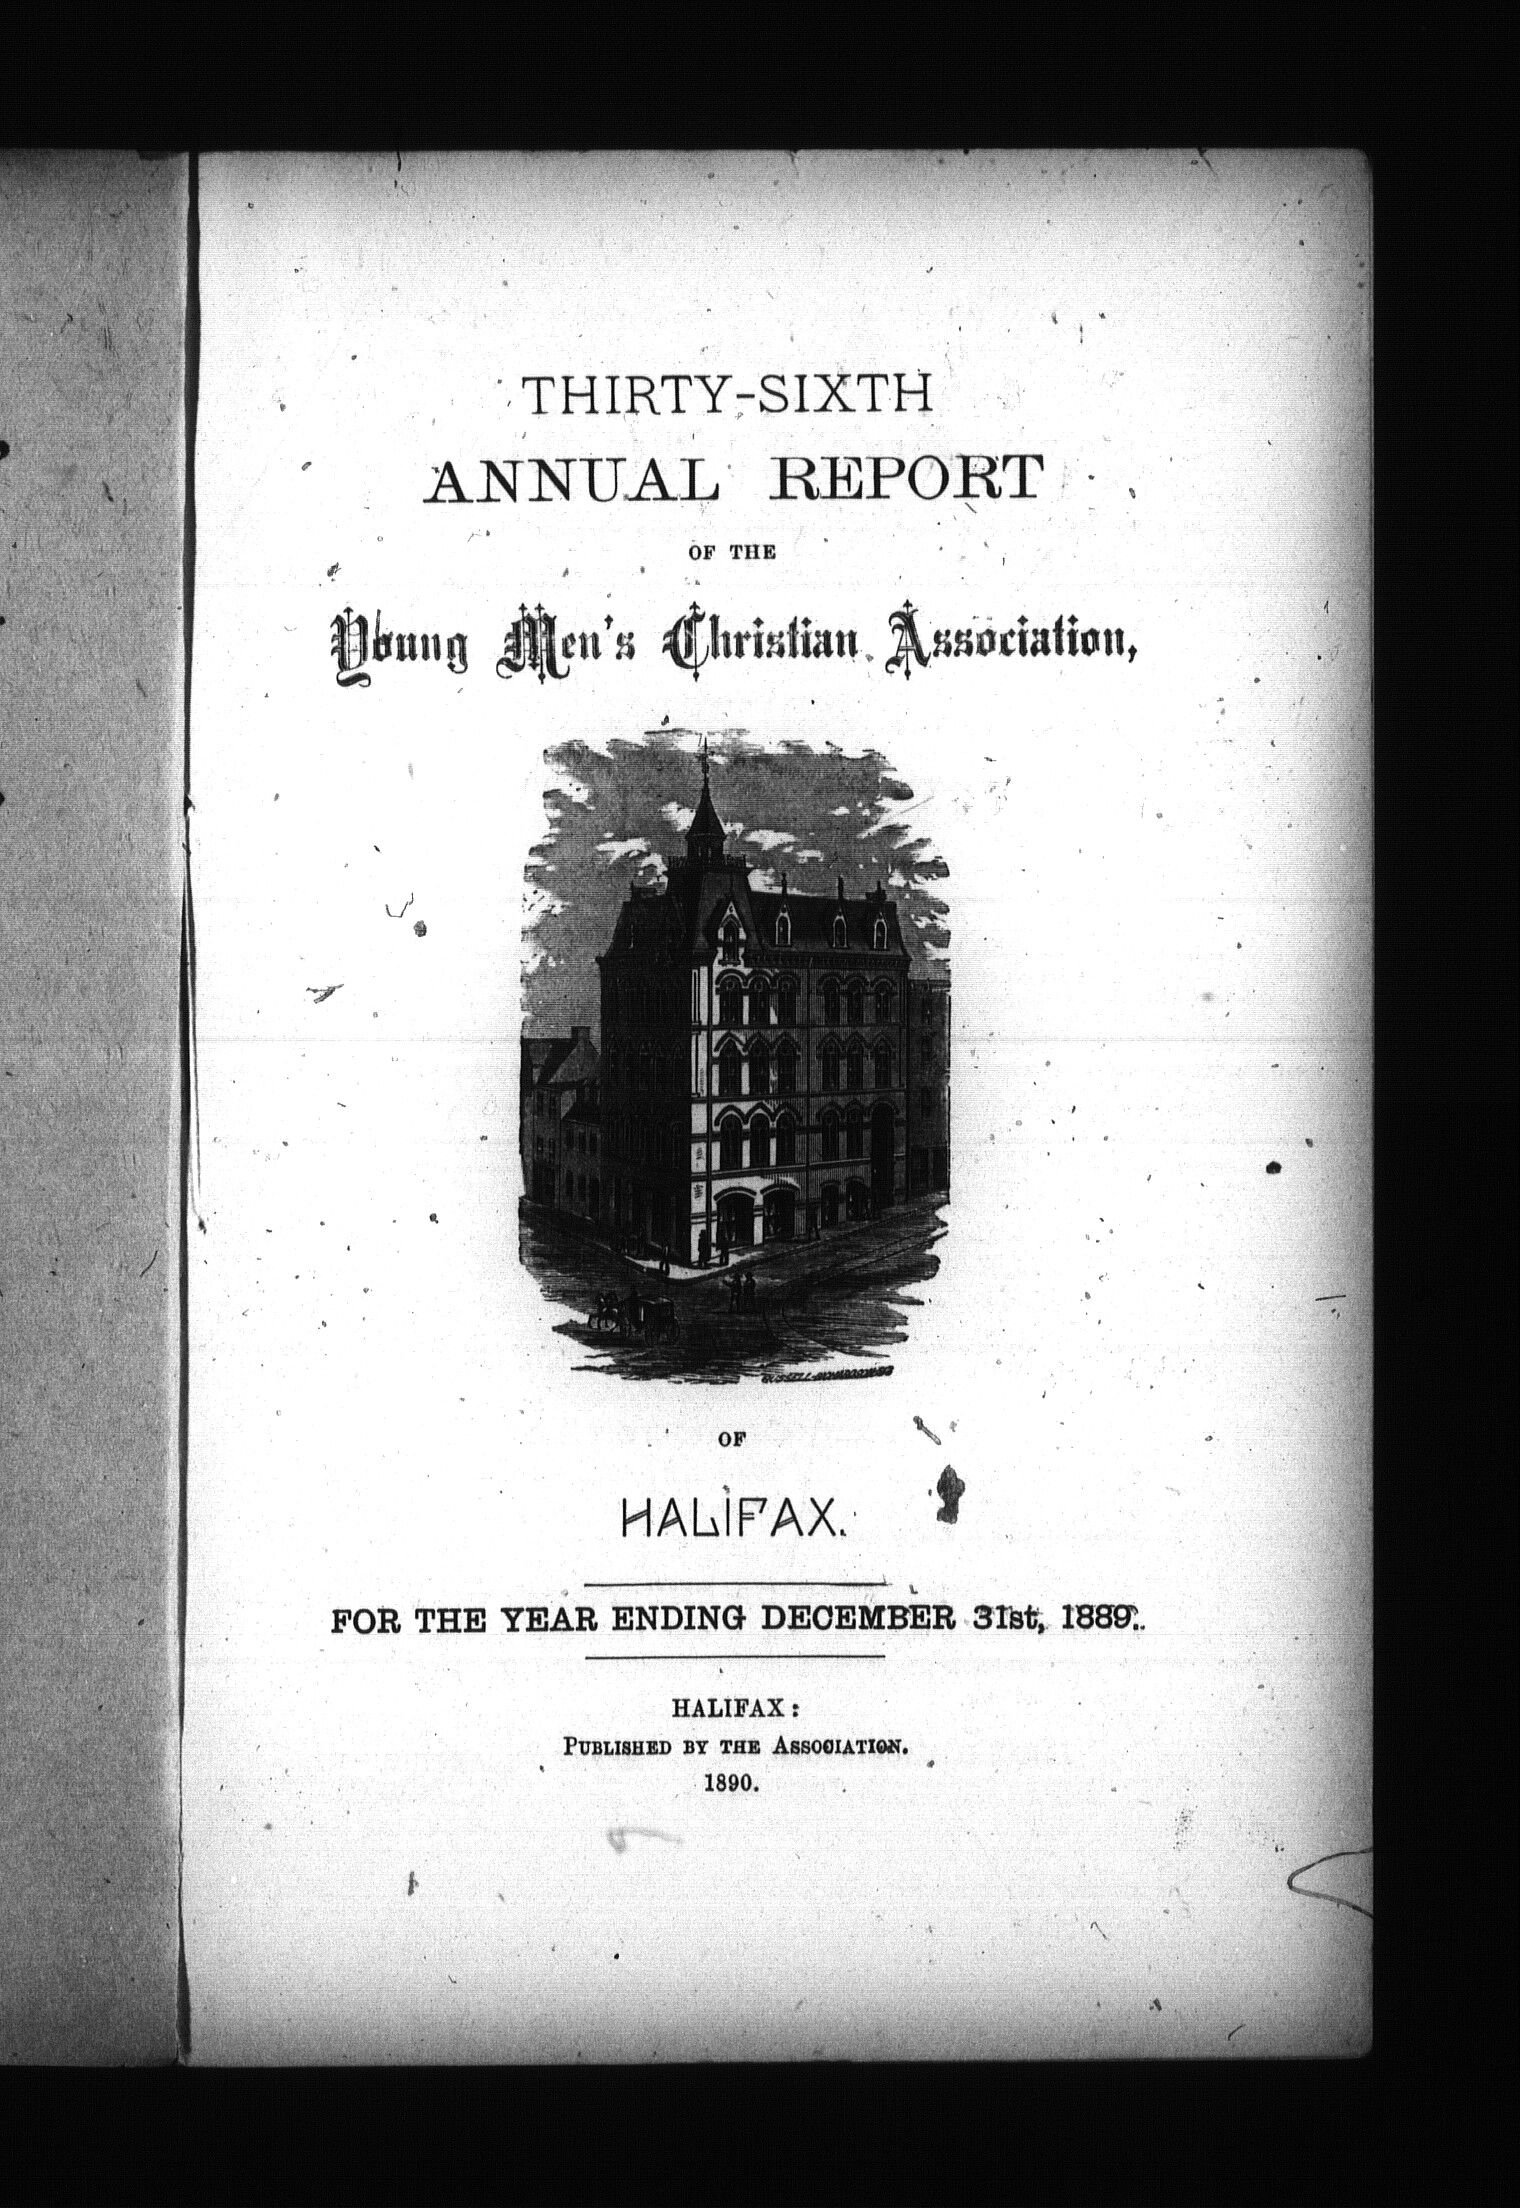 THIRTY-SIXTH
ANNUAL REPORT
OF THE
Young Men's Christian Association,
OF
HALIFAX.
FOR THE YEAR ENDING DECEMBER 31st, 1889.
HALIFAX:
PUBLISHED BY THE ASSOCIATION.
1890.